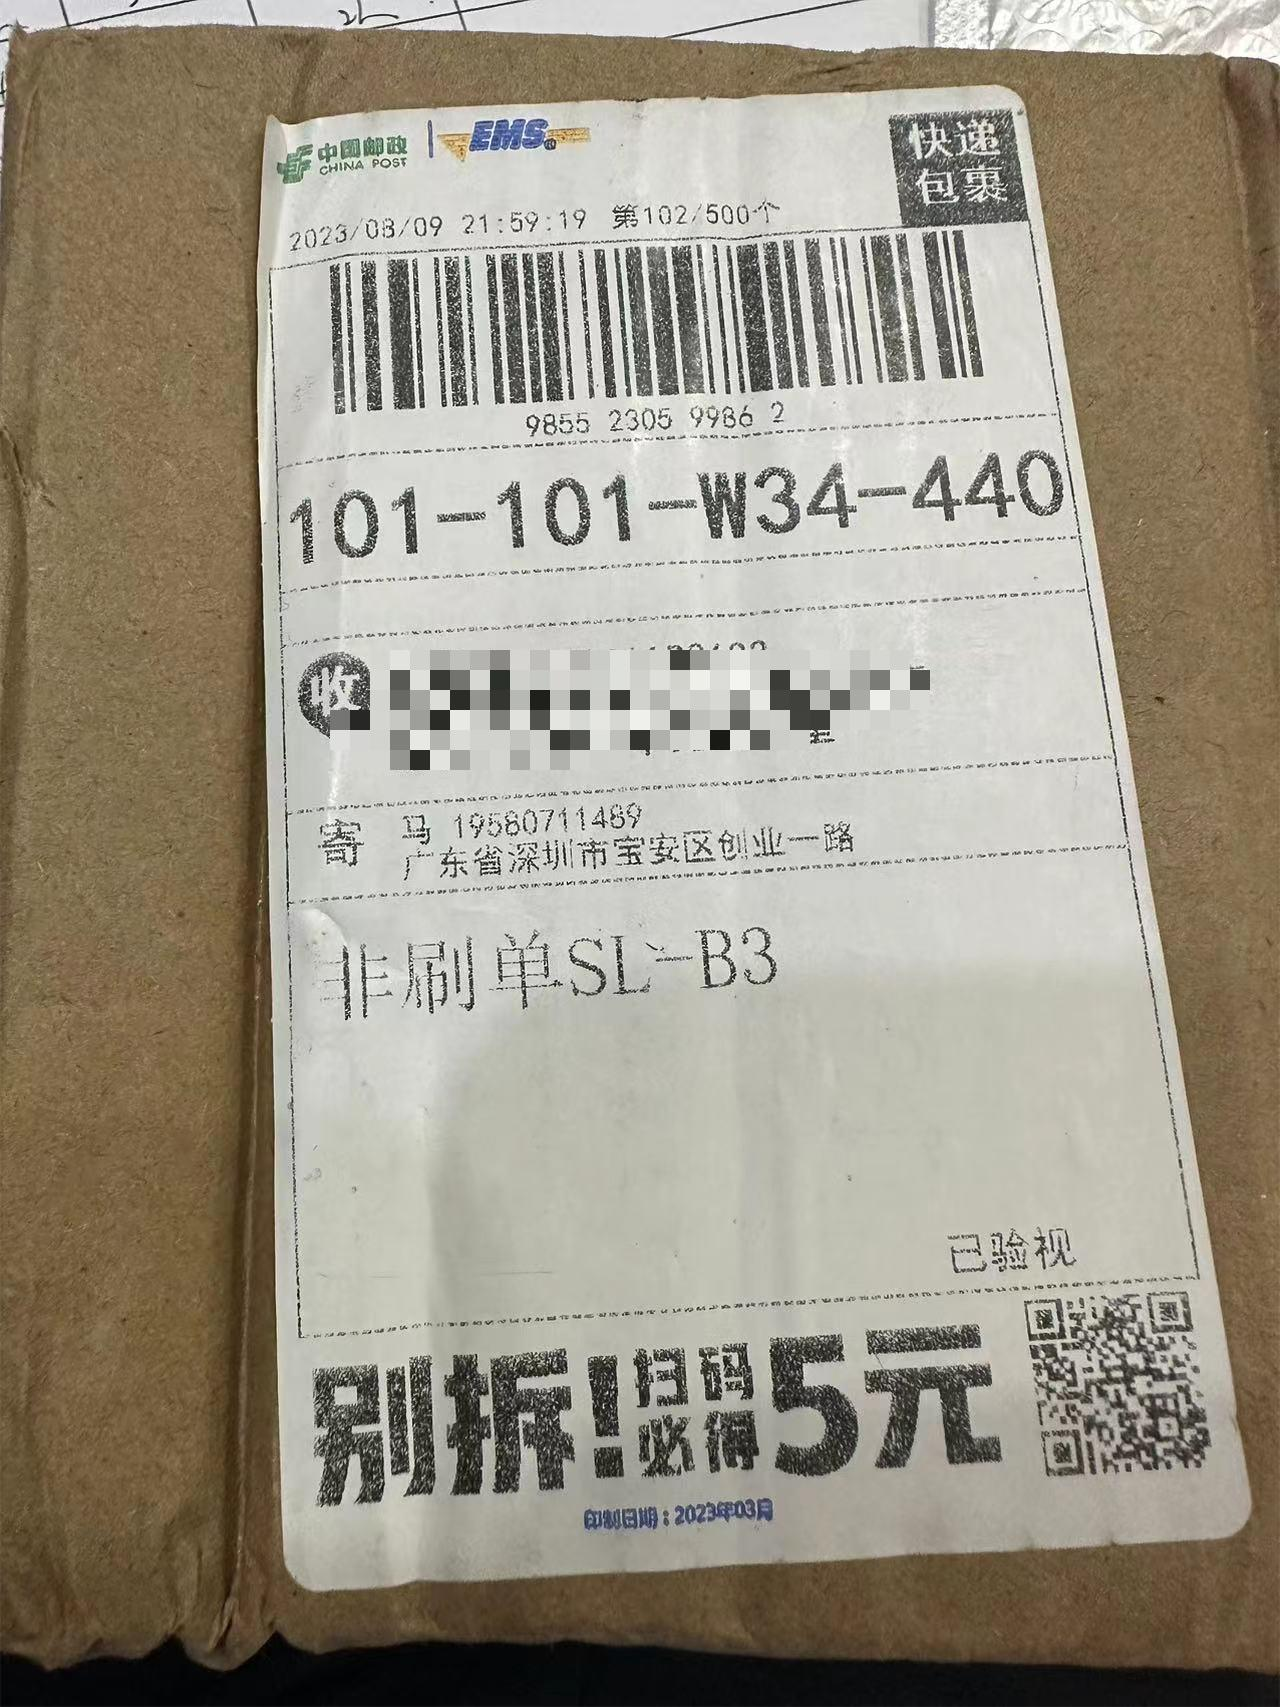 中国邮政
CHINA POST
EMS
快递
包裹
2023/08/09 21:59:19 第102/500个
9855 2305 9986 2
101-101-W34-440
收
寄 马 19580711489
广东省深圳市宝安区创业一路
非刷单SL-B3
已验视
别拆!扫码必得5元
印制日期：2023年03月